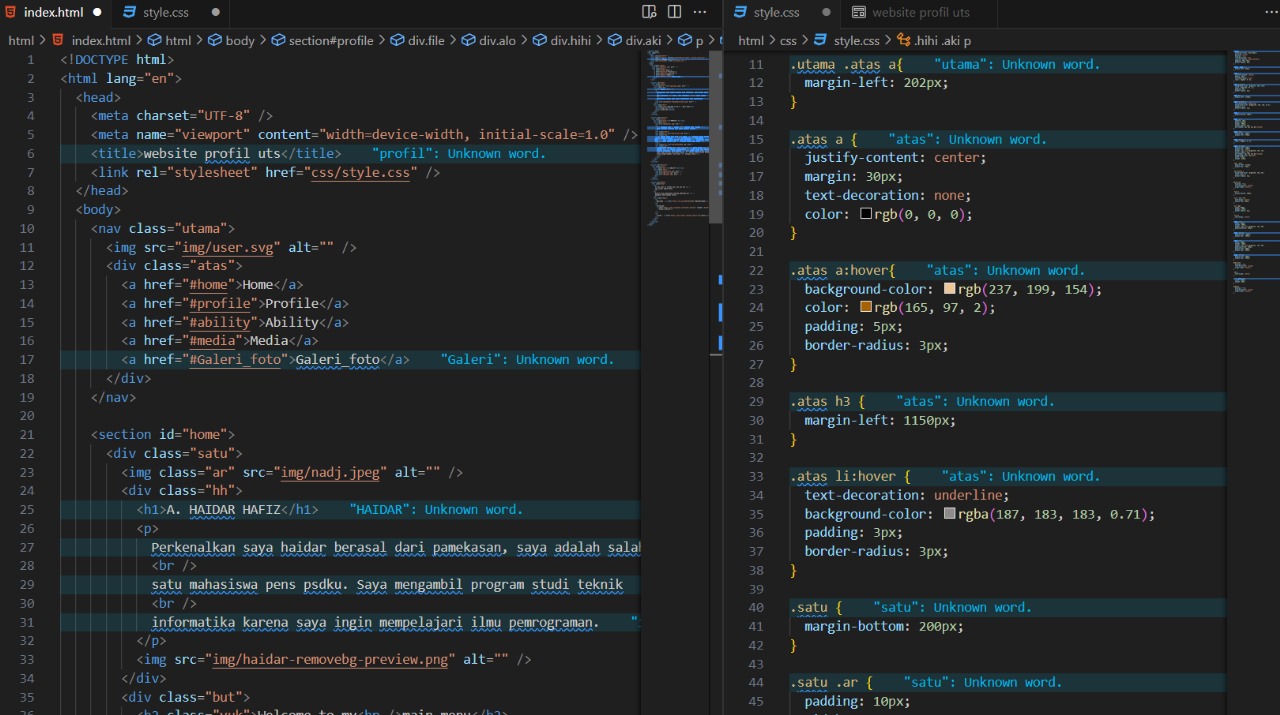 index.html
style.css
html > index.html > html > body > section#profile > div.file > div.alo > div.hihi > div.aki > p >
1 <!DOCTYPE html>
2 <html lang="en">
3 <head>
4 <meta charset="UTF-8" />
5 <meta name="viewport" content="width=device-width, initial-scale=1.0" />
6 <title>website profil uts</title> "profil": Unknown word.
7 <link rel="stylesheet" href="css/style.css" />
8 </head>
9 <body>
10 <nav class="utama">
11 <img src="img/user.svg" alt="" />
12 <div class="atas">
13 <a href="#home">Home</a>
14 <a href="#profile">Profile</a>
15 <a href="#ability">Ability</a>
16 <a href="#media">Media</a>
17 <a href="#Galeri_foto">Galeri_foto</a> "Galeri": Unknown word.
18 </div>
19 </nav>
20
21 <section id="home">
22 <div class="satu">
23 <img class="ar" src="img/nadj.jpeg" alt="" />
24 <div class="hh">
25 <h1>A. HAIDAR HAFIZ</h1> "HAIDAR": Unknown word.
26 <p>
27 Perkenalkan saya haidar berasal dari pamekasan, saya adalah salah
28 <br />
29 satu mahasiswa pens psdku. Saya mengambil program studi teknik
30 <br />
31 informatika karena saya ingin mempelajari ilmu pemrograman. "
32 </p>
33 <img src="img/haidar-removebg-preview.png" alt="" />
34 </div>
35 <div class="but">
style.css
website profil uts
html > css > style.css > .hihi .aki p
11 .utama .atas a{ "utama": Unknown word.
12 margin-left: 202px;
13 }
14
15 .atas a { "atas": Unknown word.
16 justify-content: center;
17 margin: 30px;
18 text-decoration: none;
19 color: rgb(0, 0, 0);
20 }
21
22 .atas a:hover{ "atas": Unknown word.
23 background-color: rgb(237, 199, 154);
24 color: rgb(165, 97, 2);
25 padding: 5px;
26 border-radius: 3px;
27 }
28
29 .atas h3 { "atas": Unknown word.
30 margin-left: 1150px;
31 }
32
33 .atas li:hover { "atas": Unknown word.
34 text-decoration: underline;
35 background-color: rgba(187, 183, 183, 0.71);
36 padding: 3px;
37 border-radius: 3px;
38 }
39
40 .satu { "satu": Unknown word.
41 margin-bottom: 200px;
42 }
43
44 .satu .ar { "satu": Unknown word.
45 padding: 10px;